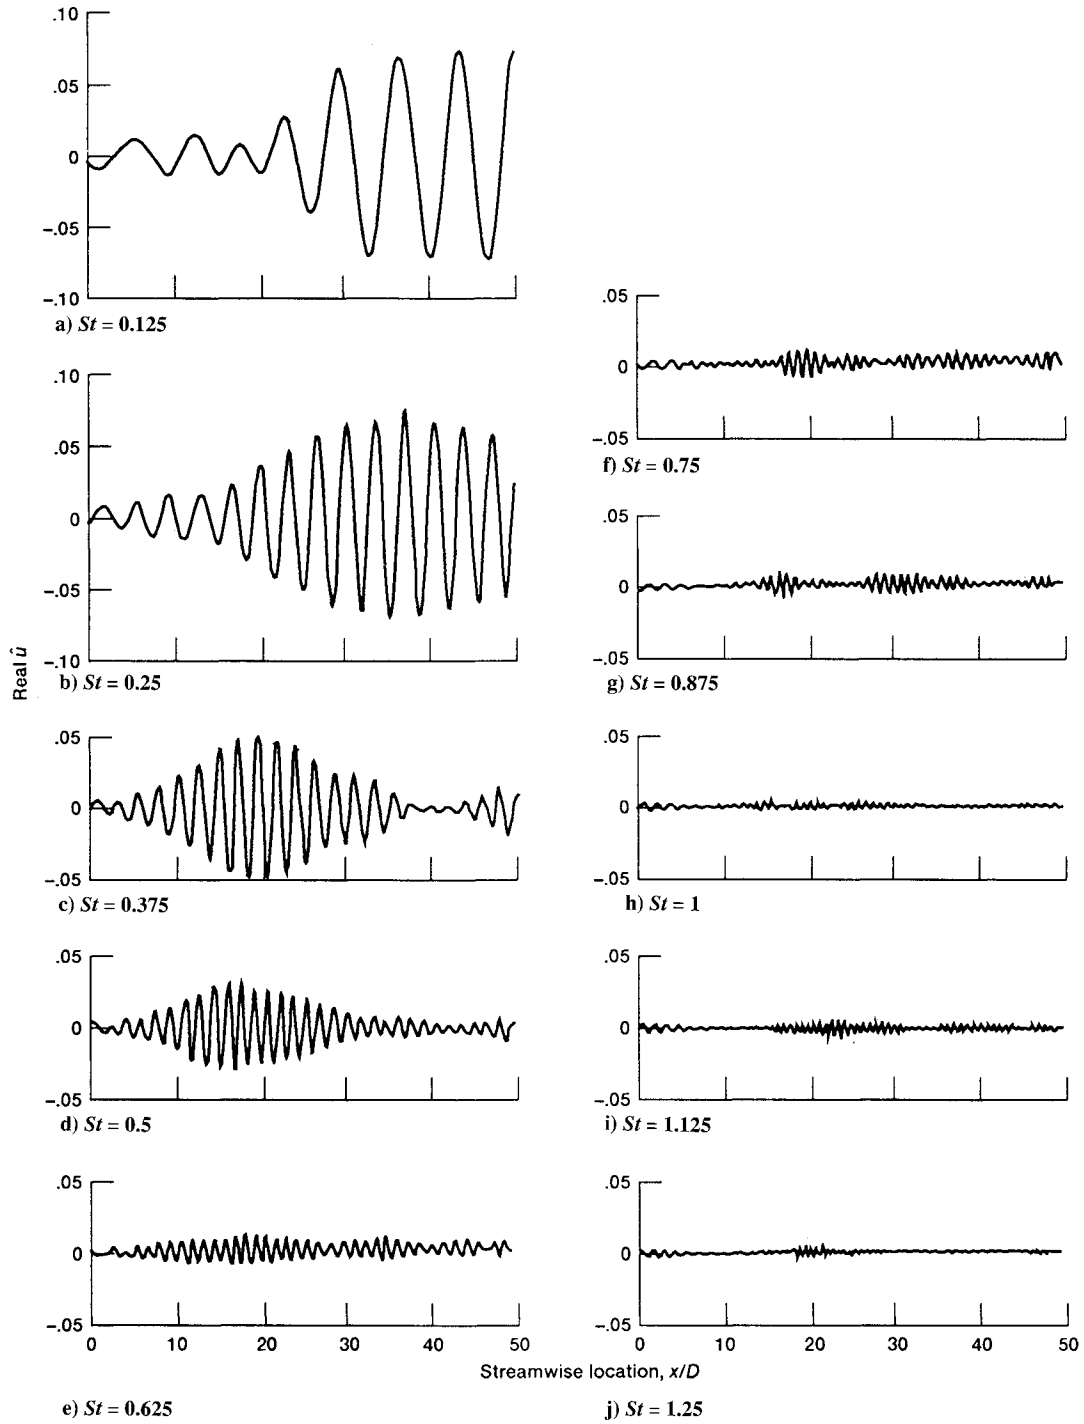 .10
.05
0
–.05
–.10
a) St = 0.125
.10
.05
0
–.05
–.10
b) St = 0.25
Real û
.05
0
–.05
c) St = 0.375
.05
0
–.05
d) St = 0.5
.05
0
–.05
0 10 20 30 40 50
e) St = 0.625
.05
0
–.05
f) St = 0.75
.05
0
–.05
g) St = 0.875
.05
0
–.05
h) St = 1
.05
0
–.05
i) St = 1.125
.05
0
–.05
0 10 20 30 40 50
Streamwise location, x/D
j) St = 1.25